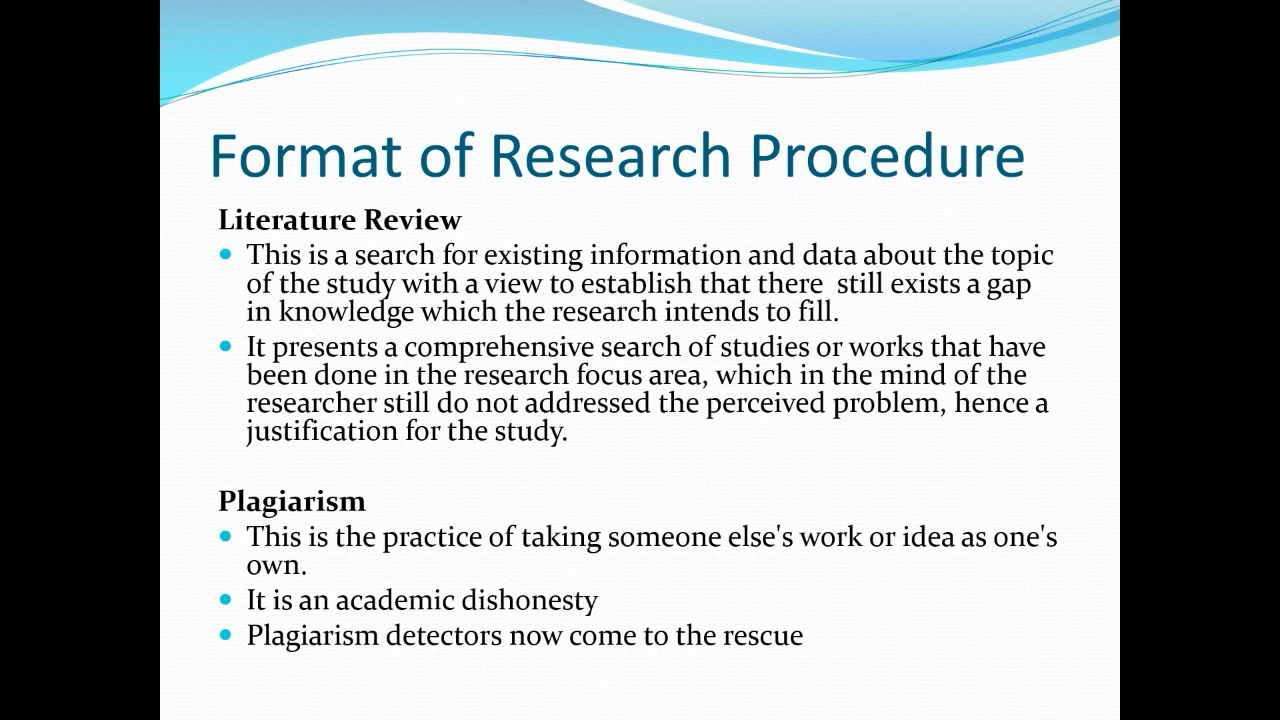 Format of Research Procedure
Literature Review
• This is a search for existing information and data about the topic
of the study with a view to establish that there  still exists a gap
in knowledge which the research intends to fill.
• It presents a comprehensive search of studies or works that have
been done in the research focus area, which in the mind of the
researcher still do not addressed the perceived problem, hence a
justification for the study.
Plagiarism
• This is the practice of taking someone else's work or idea as one's
own.
• It is an academic dishonesty
• Plagiarism detectors now come to the rescue